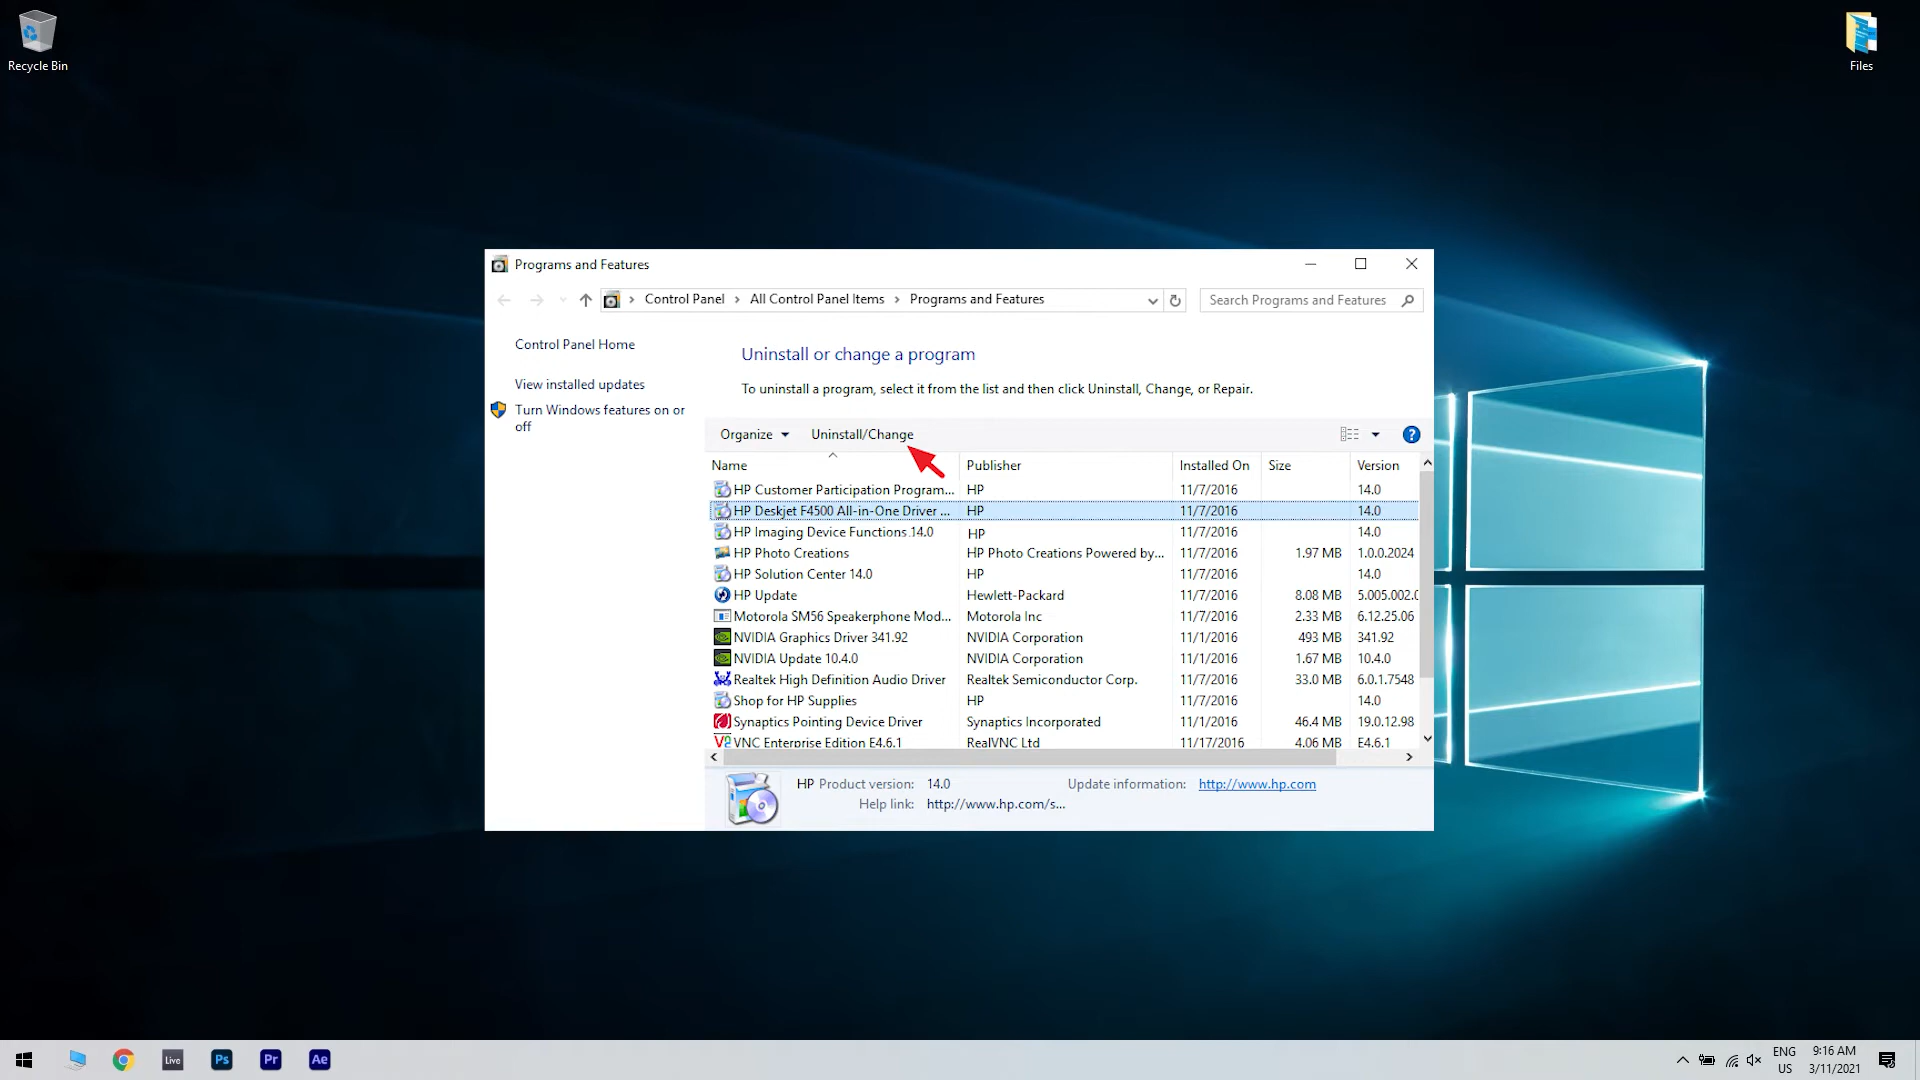 Recycle Bin
Files
Programs and Features
Control Panel > All Control Panel Items > Programs and Features
Search Programs and Features
Control Panel Home
View installed updates
Turn Windows features on or
off
Uninstall or change a program
To uninstall a program, select it from the list and then click Uninstall, Change, or Repair.
Organize Uninstall/Change
Name Publisher Installed On Size Version
HP Customer Participation Program... HP 11/7/2016 14.0
HP Deskjet F4500 All-in-One Driver ... HP 11/7/2016 14.0
HP Imaging Device Functions 14.0 HP 11/7/2016 14.0
HP Photo Creations HP Photo Creations Powered by... 11/7/2016 1.97 MB 1.0.0.2024
HP Solution Center 14.0 HP 11/7/2016 14.0
HP Update Hewlett-Packard 11/7/2016 8.08 MB 5.005.002.0
Motorola SM56 Speakerphone Mod... Motorola Inc 11/7/2016 2.33 MB 6.12.25.06
NVIDIA Graphics Driver 341.92 NVIDIA Corporation 11/1/2016 493 MB 341.92
NVIDIA Update 10.4.0 NVIDIA Corporation 11/1/2016 1.67 MB 10.4.0
Realtek High Definition Audio Driver Realtek Semiconductor Corp. 11/7/2016 33.0 MB 6.0.1.7548
Shop for HP Supplies HP 11/7/2016 14.0
Synaptics Pointing Device Driver Synaptics Incorporated 11/1/2016 46.4 MB 19.0.12.98
VNC Enterprise Edition E4.6.1 RealVNC Ltd 11/17/2016 4.06 MB E4.6.1
HP Product version: 14.0 Update information: http://www.hp.com
Help link: http://www.hp.com/s...
Live Ps Pr Ae
ENG 9:16 AM
US 3/11/2021